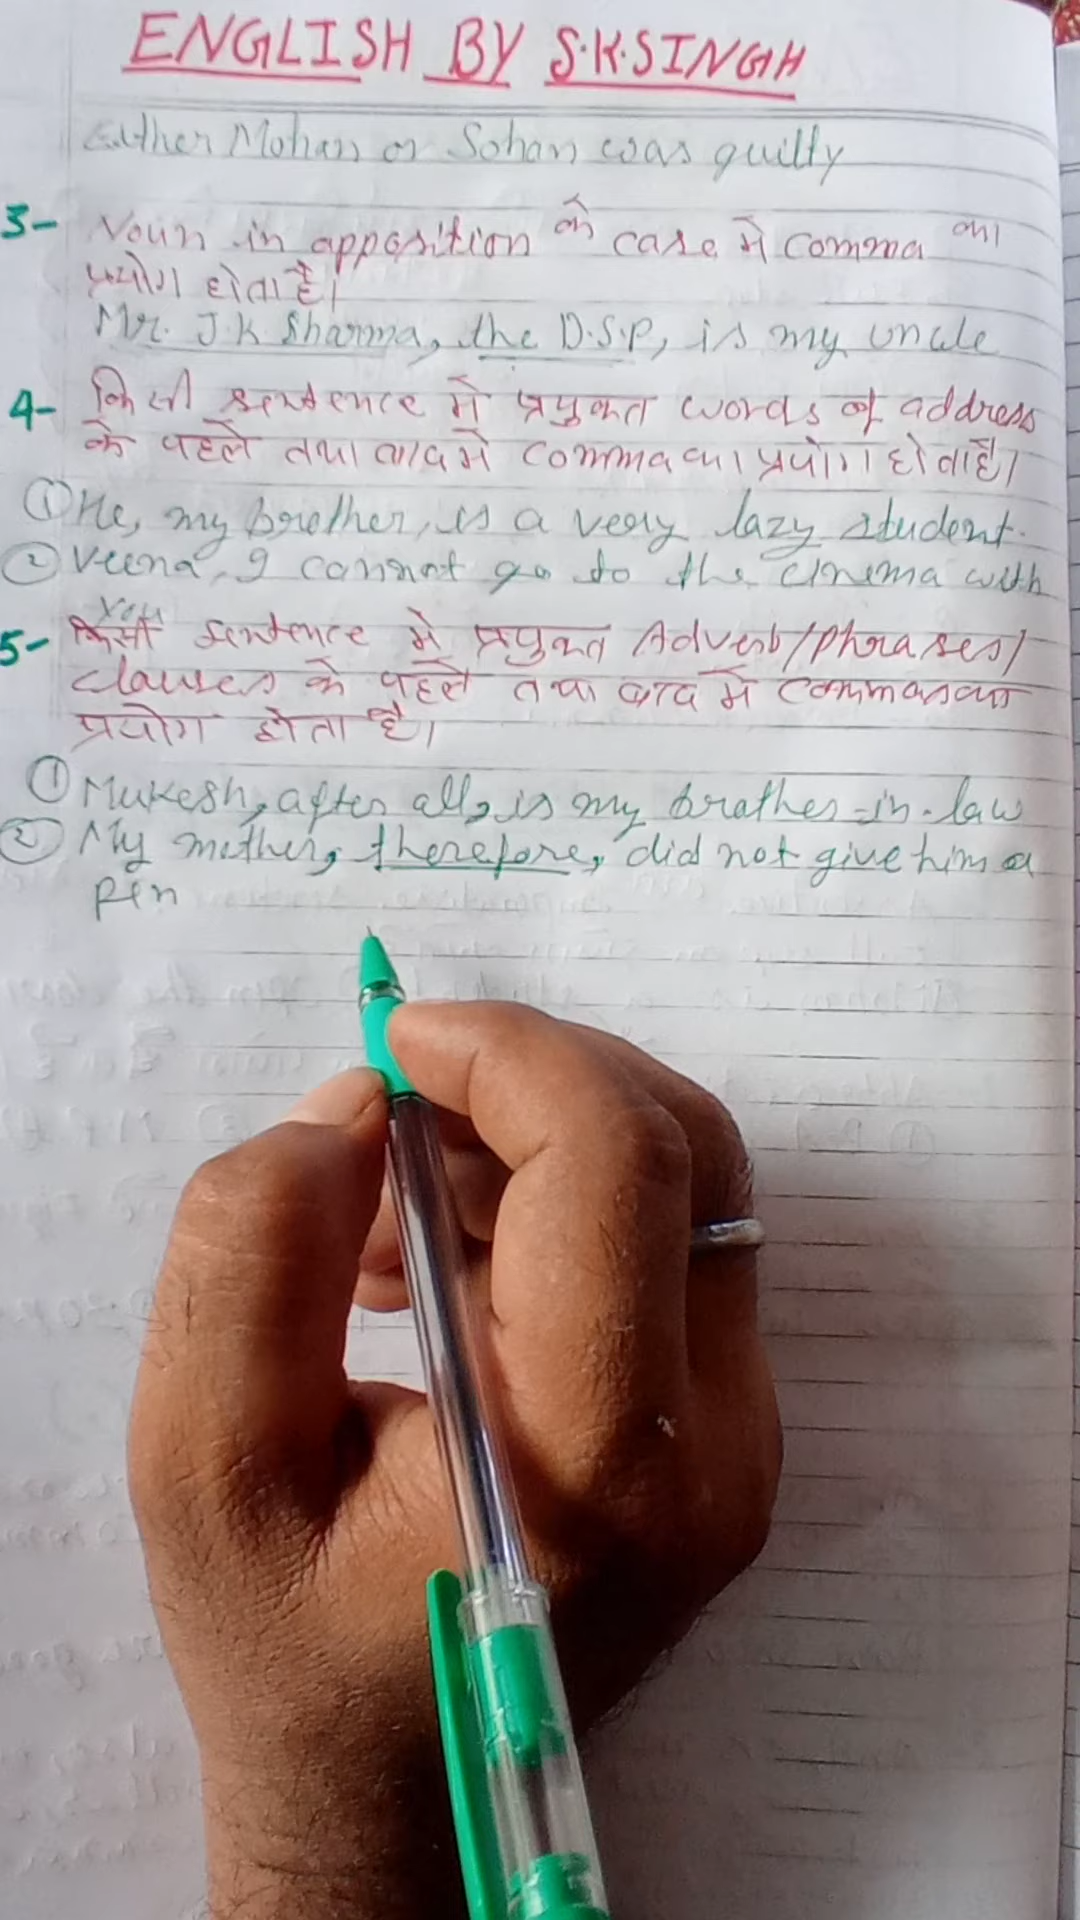 ENGLISH BY S.K.SINGH
Either Mohan or Sohan was guilty
3- Noun in apposition के case में comma का
प्रयोग होता है।
Mr. J.K Sharma, the D.S.P, is my uncle
4- किसी sentence में प्रयुक्त words of address
के पहले तथा बाद में comma का प्रयोग होता है।
① He, my brother, is a very lazy student.
② Veena, I cannot go to the cinema with
you
5- किसी sentence में प्रयुक्त Adverb/phrases/
clauses के पहले तथा बाद में commas का
प्रयोग होता है।
① Mukesh, after all, is my brother-in-law
② My mother, therefore, did not give him a
pen